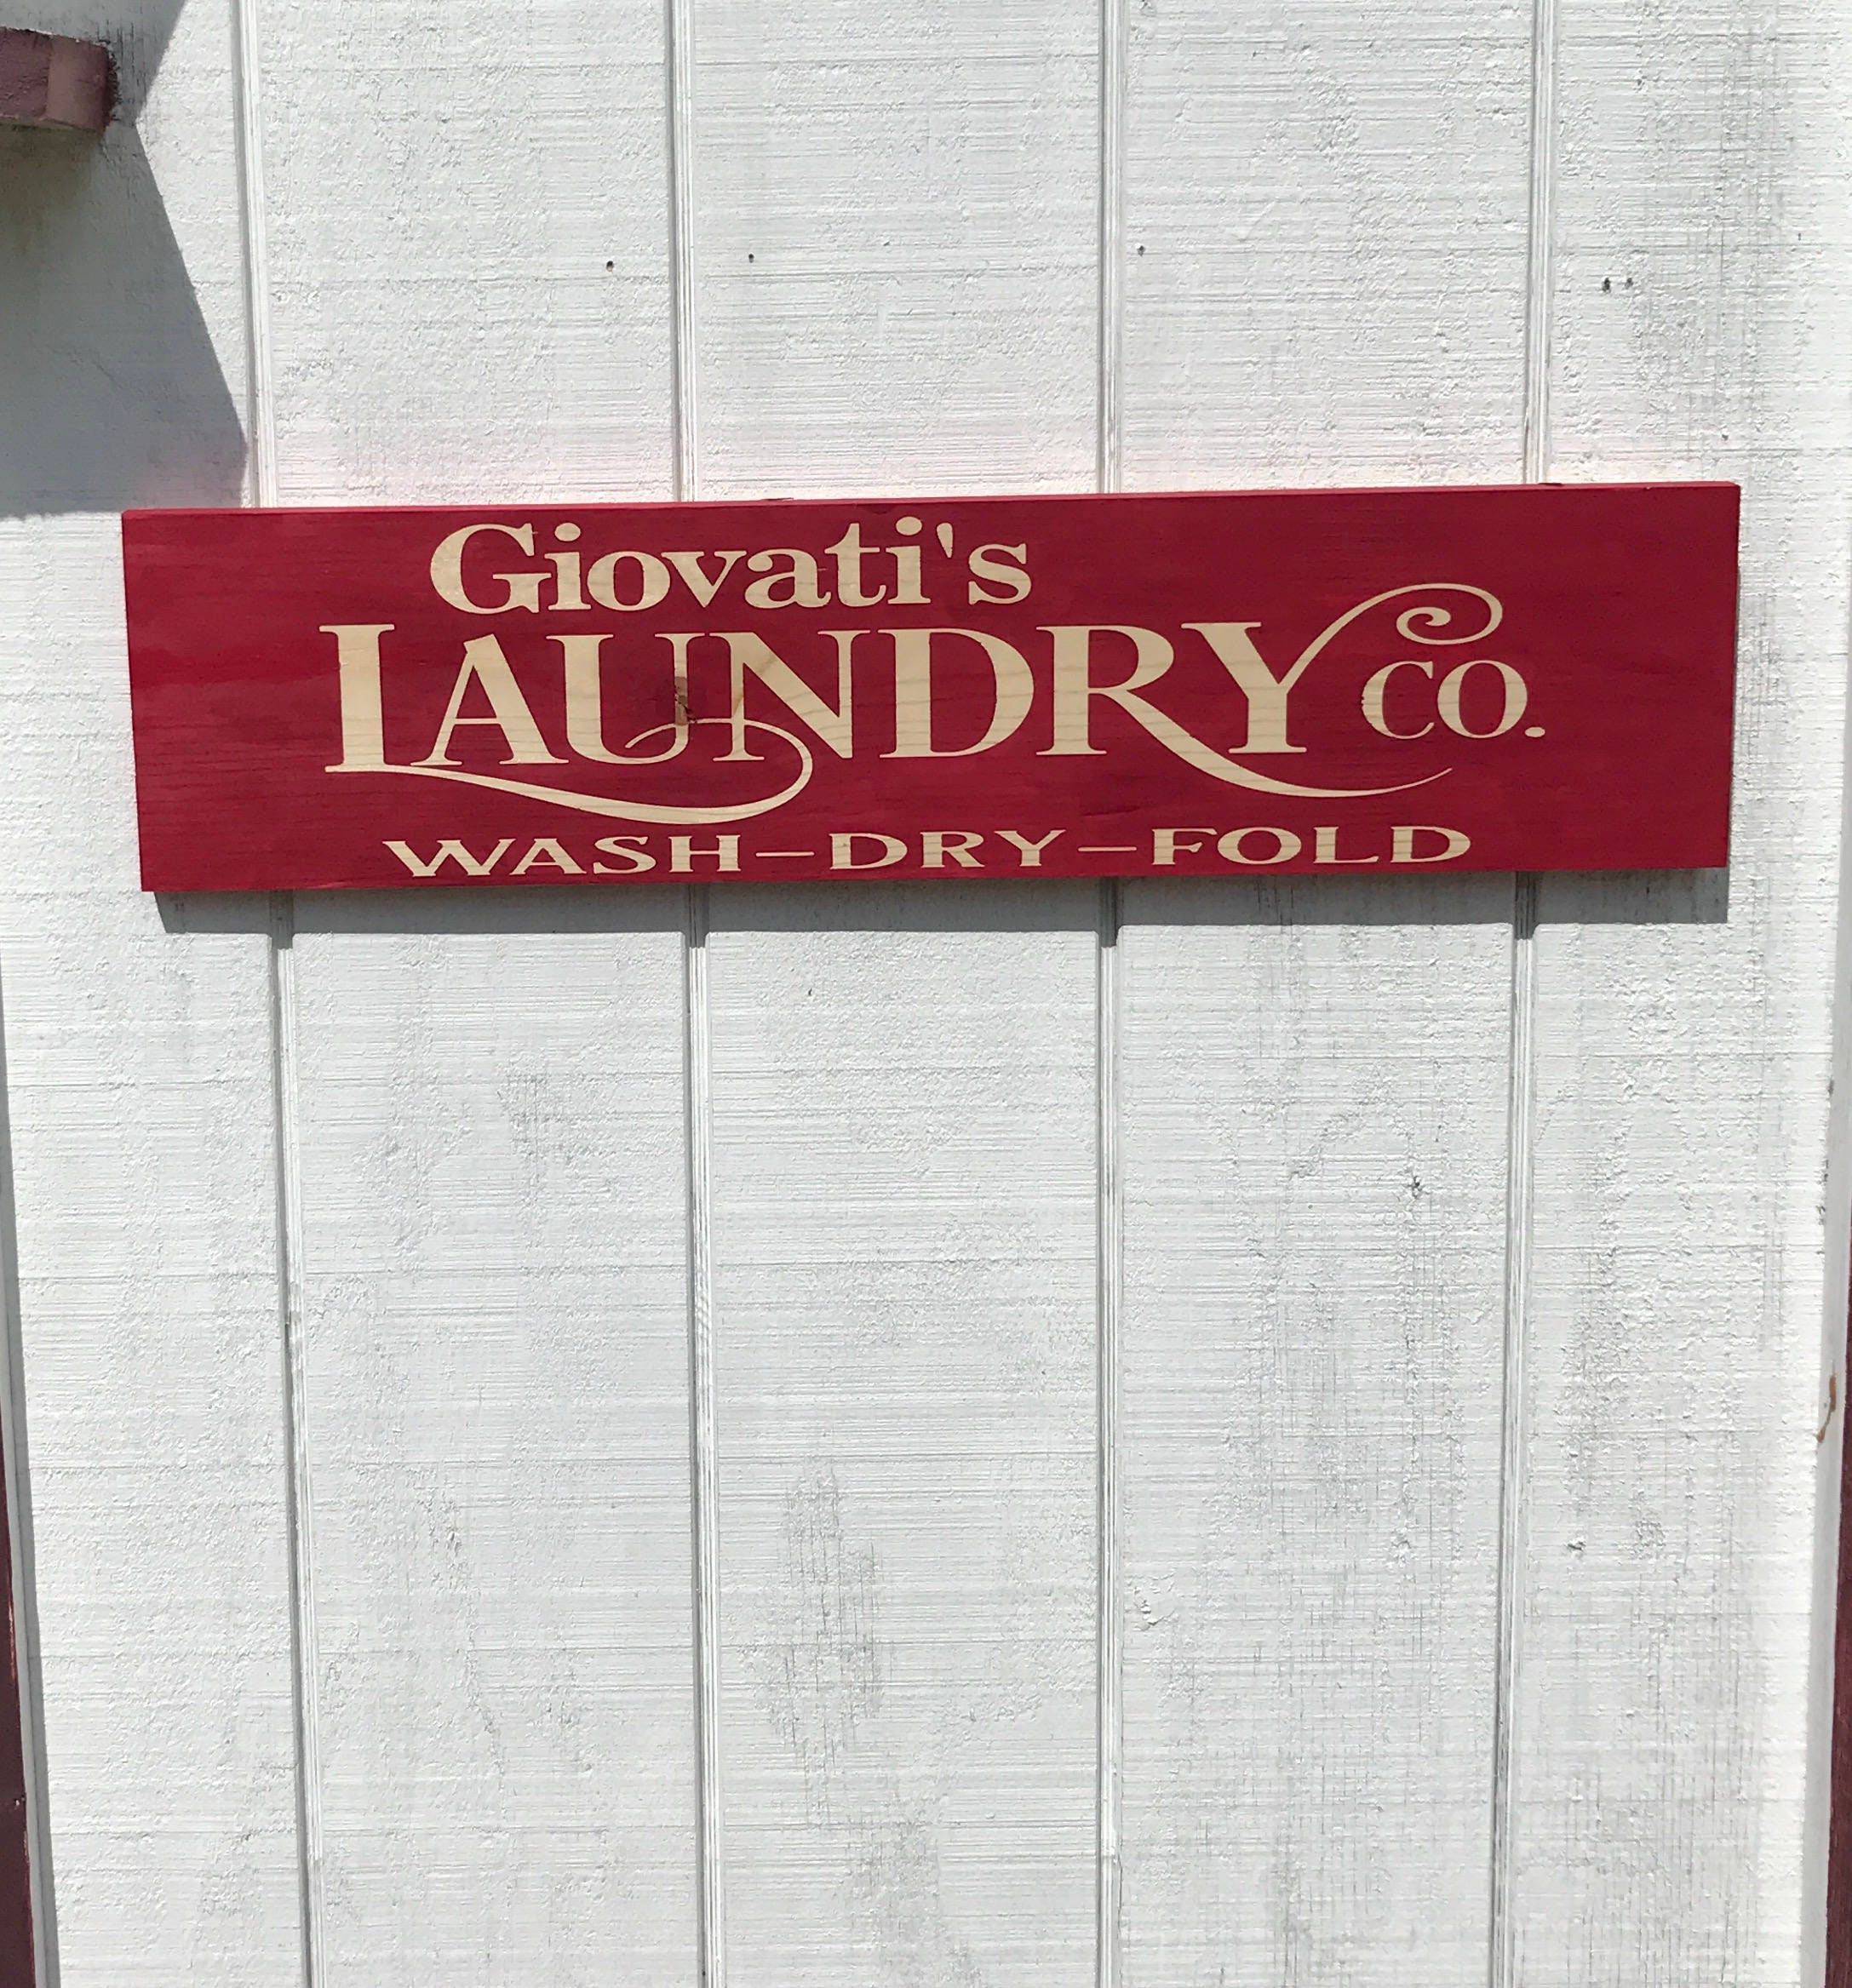 Giovati's
LAUNDRY CO.
WASH-DRY-FOLD